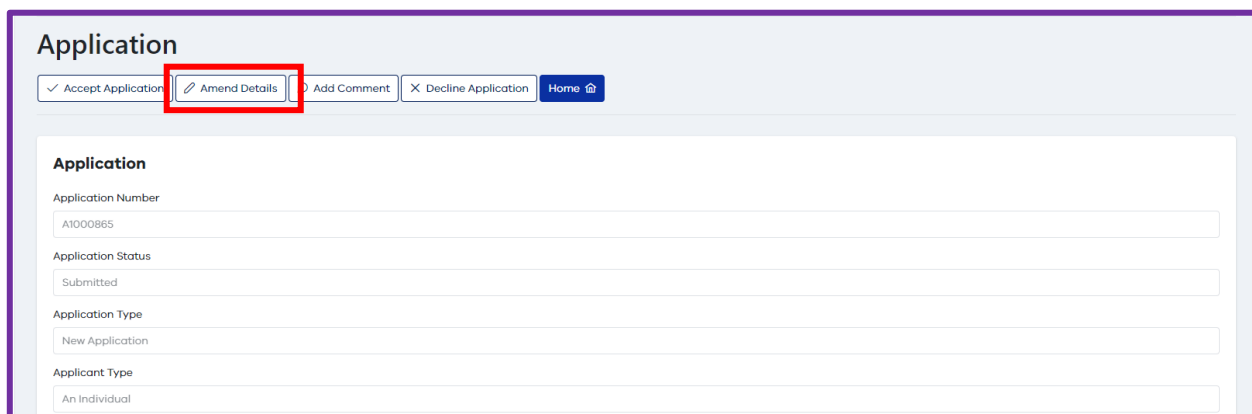 Application
Accept Application Amend Details Add Comment Decline Application Home
Application
Application Number
A1000865
Application Status
Submitted
Application Type
New Application
Applicant Type
An Individual